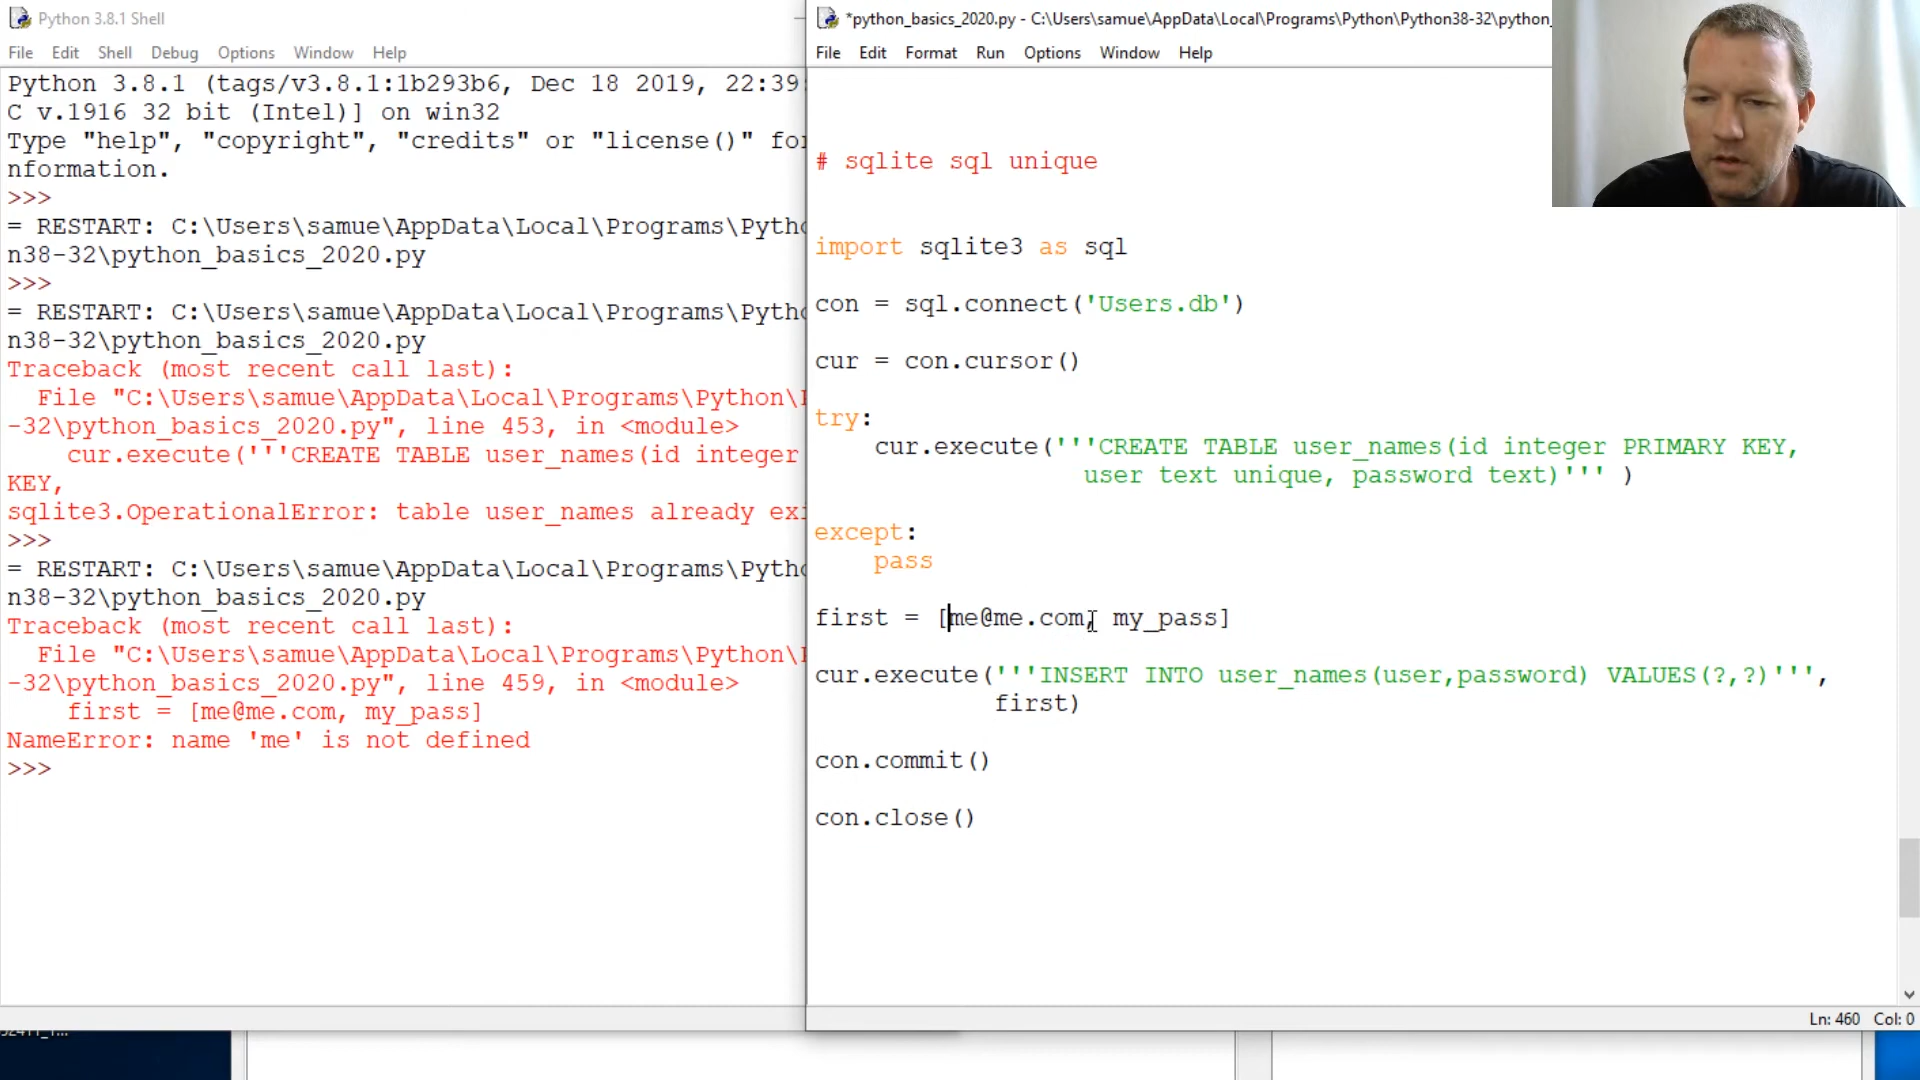 Python 3.8.1 Shell
File Edit Shell Debug Options Window Help
Python 3.8.1 (tags/v3.8.1:1b293b6, Dec 18 2019, 22:39:
C v.1916 32 bit (Intel)] on win32
Type "help", "copyright", "credits" or "license()" for
nformation.
>>>
= RESTART: C:\Users\samue\AppData\Local\Programs\Pytho
n38-32\python_basics_2020.py
>>>
= RESTART: C:\Users\samue\AppData\Local\Programs\Pytho
n38-32\python_basics_2020.py
Traceback (most recent call last):
File "C:\Users\samue\AppData\Local\Programs\Python\
-32\python_basics_2020.py", line 453, in <module>
cur.execute('''CREATE TABLE user_names(id integer
KEY,
sqlite3.OperationalError: table user_names already exi
>>>
= RESTART: C:\Users\samue\AppData\Local\Programs\Pytho
n38-32\python_basics_2020.py
Traceback (most recent call last):
File "C:\Users\samue\AppData\Local\Programs\Python\
-32\python_basics_2020.py", line 459, in <module>
first = [me@me.com, my_pass]
NameError: name 'me' is not defined
>>>
*python_basics_2020.py - C:\Users\samue\AppData\Local\Programs\Python\Python38-32\python_
File Edit Format Run Options Window Help
# sqlite sql unique
import sqlite3 as sql
con = sql.connect('Users.db')
cur = con.cursor()
try:
cur.execute('''CREATE TABLE user_names(id integer PRIMARY KEY,
user text unique, password text)''' )
except:
pass
first = [me@me.com, my_pass]
cur.execute('''INSERT INTO user_names(user,password) VALUES(?,?)''',
first)
con.commit()
con.close()
Ln: 460 Col: 0